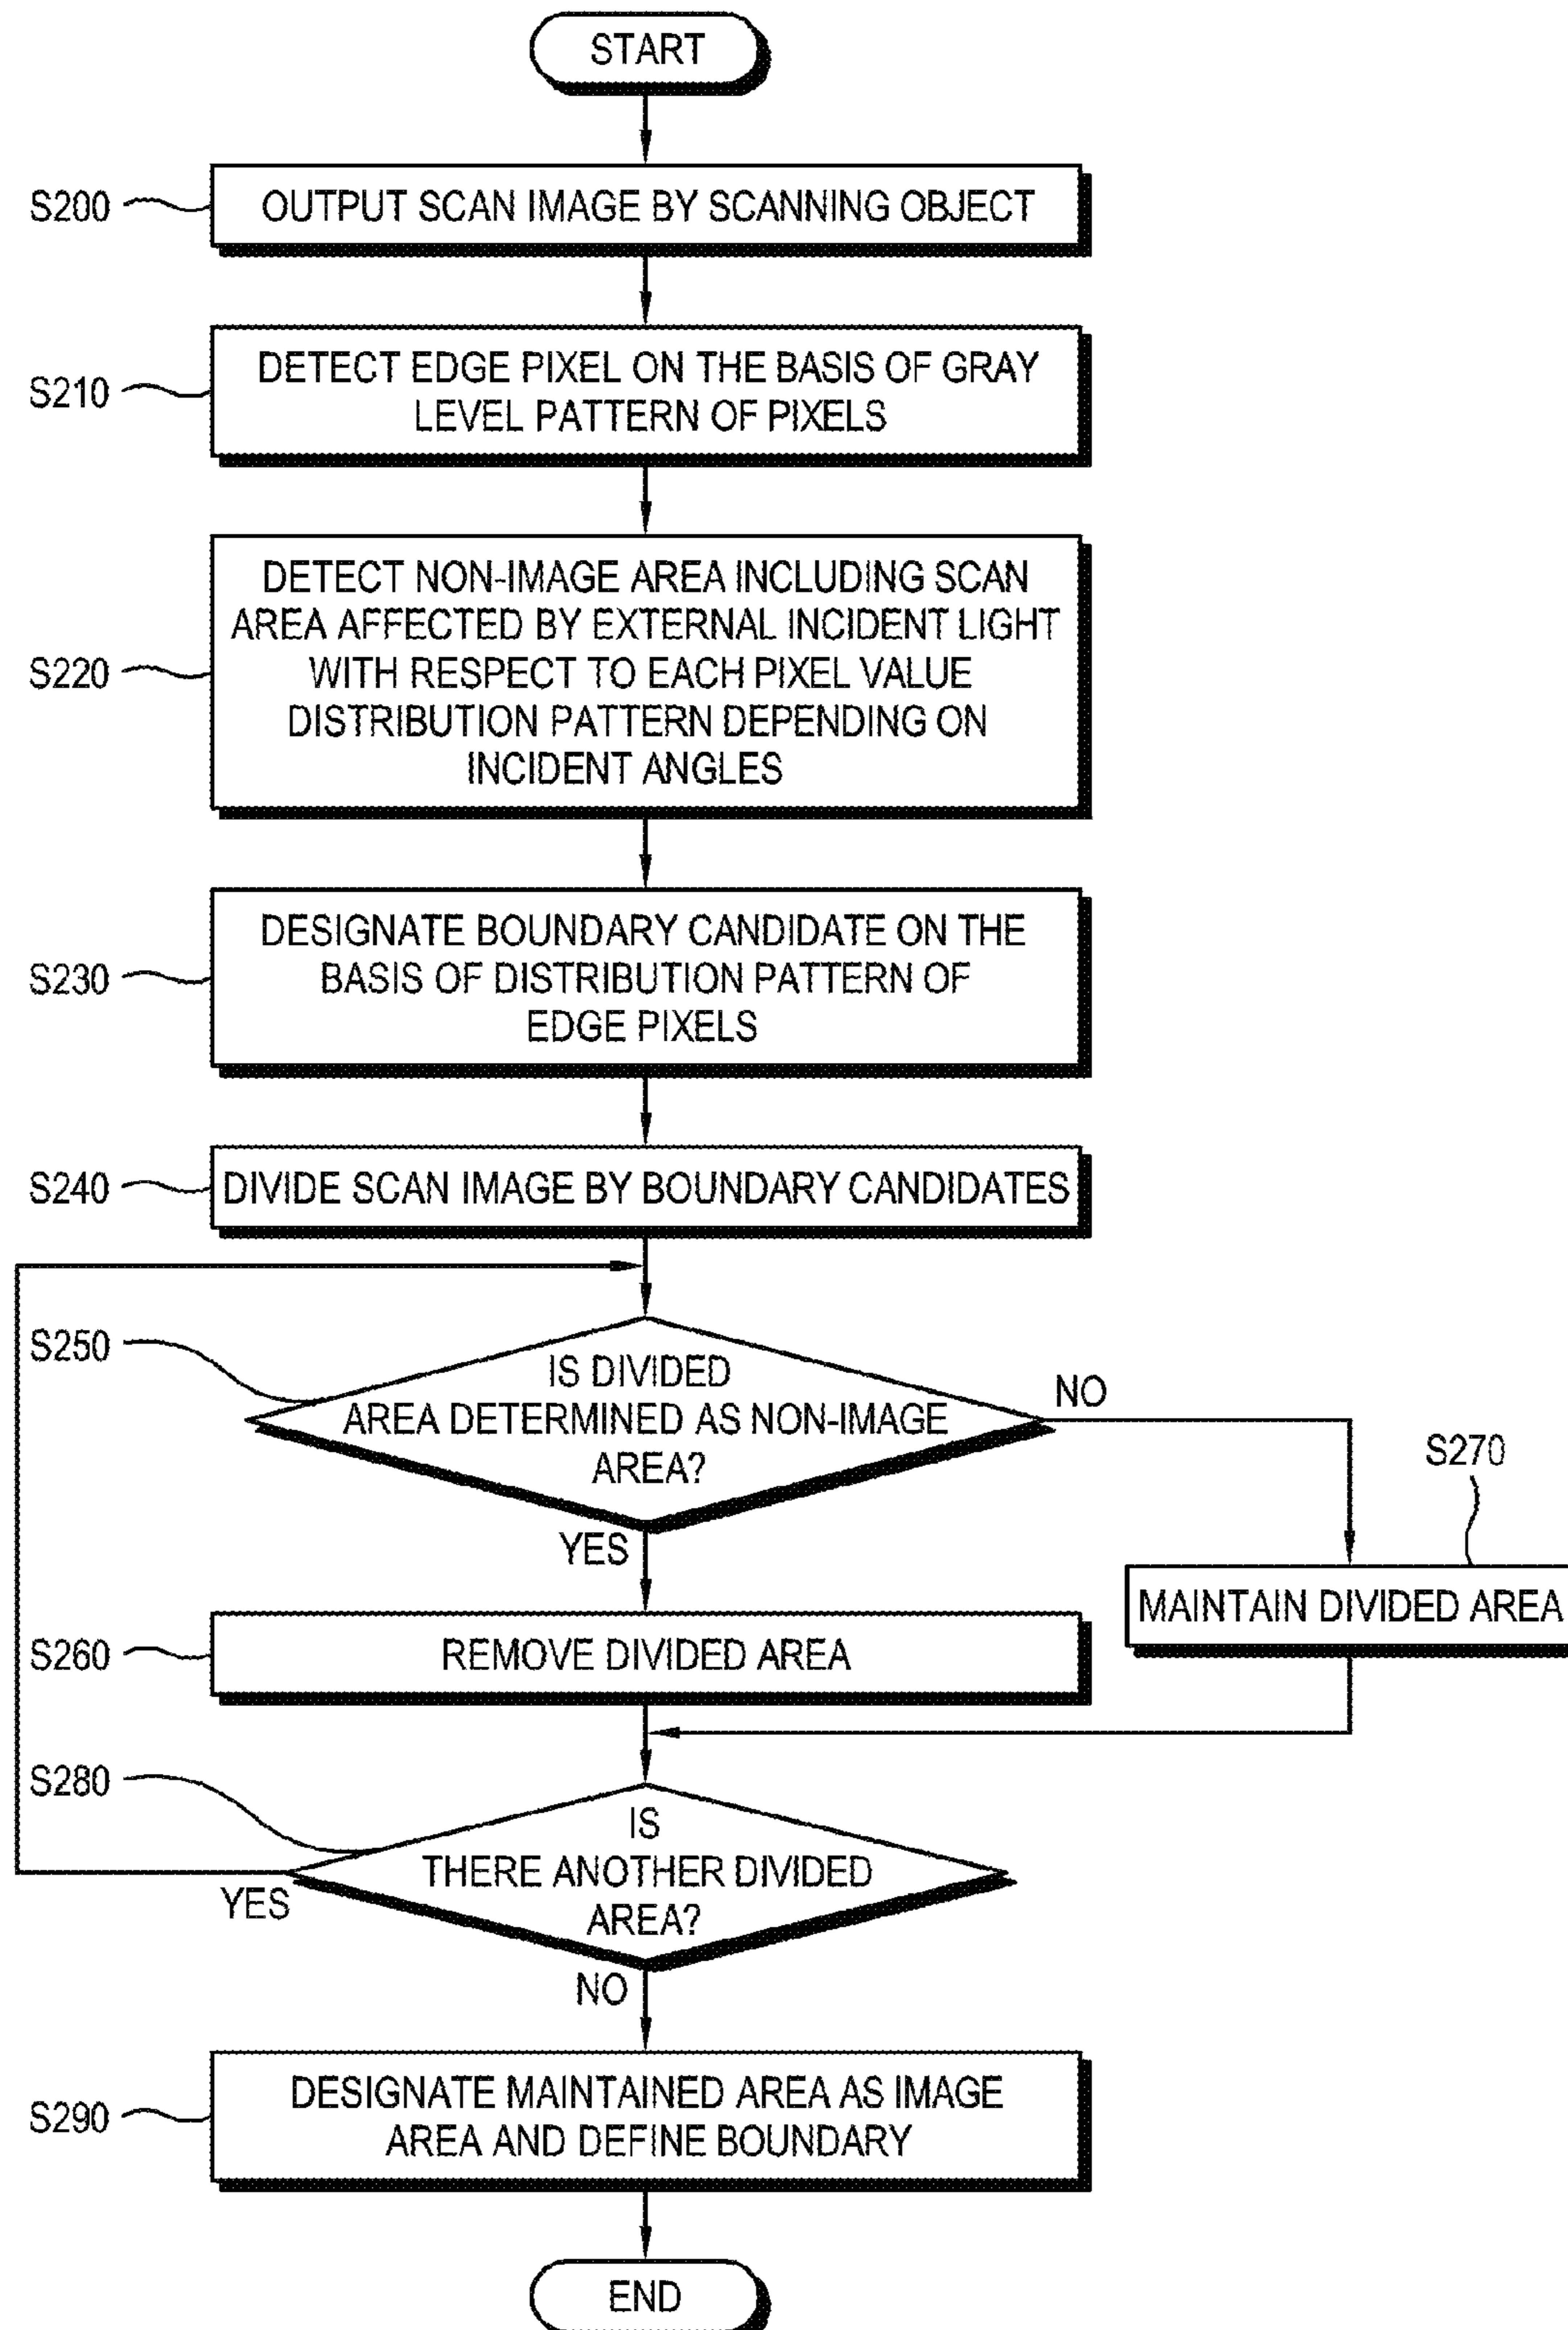 START
S200
OUTPUT SCAN IMAGE BY SCANNING OBJECT
S210
DETECT EDGE PIXEL ON THE BASIS OF GRAY
LEVEL PATTERN OF PIXELS
S220
DETECT NON-IMAGE AREA INCLUDING SCAN
AREA AFFECTED BY EXTERNAL INCIDENT LIGHT
WITH RESPECT TO EACH PIXEL VALUE
DISTRIBUTION PATTERN DEPENDING ON
INCIDENT ANGLES
S230
DESIGNATE BOUNDARY CANDIDATE ON THE
BASIS OF DISTRIBUTION PATTERN OF
EDGE PIXELS
S240
DIVIDE SCAN IMAGE BY BOUNDARY CANDIDATES
S250
IS DIVIDED
AREA DETERMINED AS NON-IMAGE
AREA?
NO
YES
S270
MAINTAIN DIVIDED AREA
S260
REMOVE DIVIDED AREA
S280
IS
THERE ANOTHER DIVIDED
AREA?
YES
NO
S290
DESIGNATE MAINTAINED AREA AS IMAGE
AREA AND DEFINE BOUNDARY
END